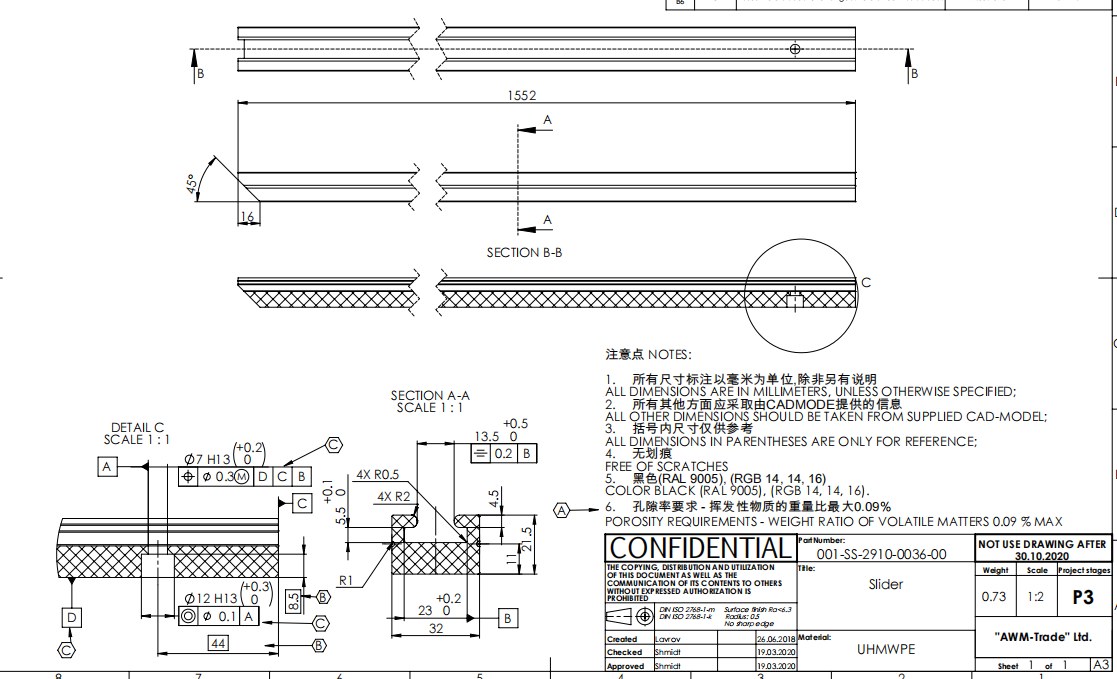 B6
B
B
1552
A
45°
16
A
SECTION B-B
C
注意点 NOTES:
1. 所有尺寸标注以毫米为单位,除非另有说明
ALL DIMENSIONS ARE IN MILLIMETERS, UNLESS OTHERWISE SPECIFIED;
2. 所有其他方面应采取由CADMODE提供的信息
ALL OTHER DIMENSIONS SHOULD BE TAKEN FROM SUPPLIED CAD-MODEL;
3. 括号内尺寸仅供参考
ALL DIMENSIONS IN PARENTHESES ARE ONLY FOR REFERENCE;
4. 无划痕
FREE OF SCRATCHES
5. 黑色(RAL 9005), (RGB 14, 14, 16)
COLOR BLACK (RAL 9005), (RGB 14, 14, 16).
A
6. 孔隙率要求 - 挥发性物质的重量比最大0.09%
POROSITY REQUIREMENTS - WEIGHT RATIO OF VOLATILE MATTERS 0.09 % MAX
DETAIL C
SCALE 1 : 1
A
Ø7 H13 (+0.2 0)
C
⌖ Ø 0.3Ⓜ D C B
C
Ø12 H13 (+0.3 0)
◎ Ø 0.1 A
C
8.5
B
D
C
44
B
SECTION A-A
SCALE 1 : 1
13.5 +0.5 0
⌯ 0.2 B
4X R0.5
4X R2
5.5 +0.1 0
4.5
21.5
11
R1
23 +0.2 0
B
32
CONFIDENTIAL
THE COPYING, DISTRIBUTION AND UTILIZATION
OF THIS DOCUMENT AS WELL AS THE
COMMUNICATION OF ITS CONTENTS TO OTHERS
WITHOUT EXPRESSED AUTHORIZATION IS
PROHIBITED
DIN ISO 2768-1-m
DIN ISO 2768-1-k
Surface finish Ra<6.3
Radius: 0.5
No sharp edge
Created Lavrov 26.06.2018
Checked Shmidt 19.03.2020
Approved Shmidt 19.03.2020
PartNumber:
001-SS-2910-0036-00
Title:
Slider
Material:
UHMWPE
NOT USE DRAWING AFTER
30.10.2020
Weight Scale Project stages
0.73 1:2 P3
"AWM-Trade" Ltd.
Sheet 1 of 1 A3
8 7 6 5 4 3 2 1